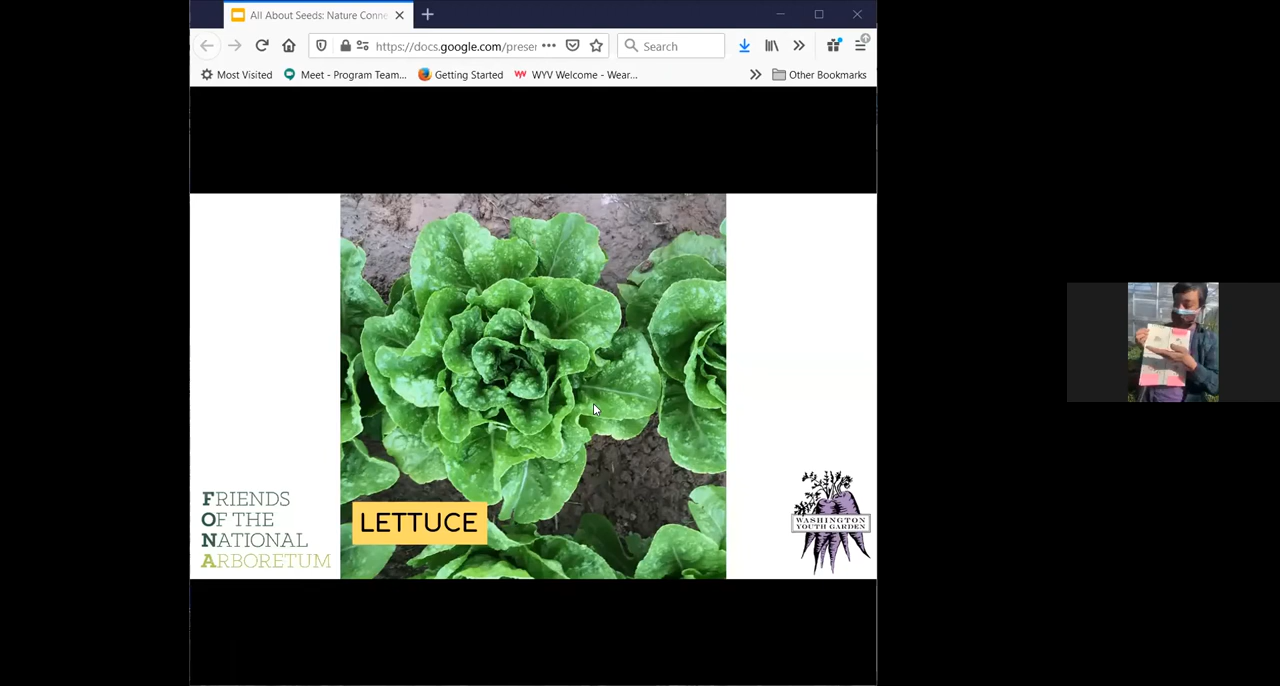 All About Seeds: Nature Conne
https://docs.google.com/preser
Search
Most Visited
Meet - Program Team...
Getting Started
WYV Welcome - Wear...
Other Bookmarks
LETTUCE
FRIENDS
OF THE
NATIONAL
ARBORETUM
WASHINGTON
YOUTH GARDEN